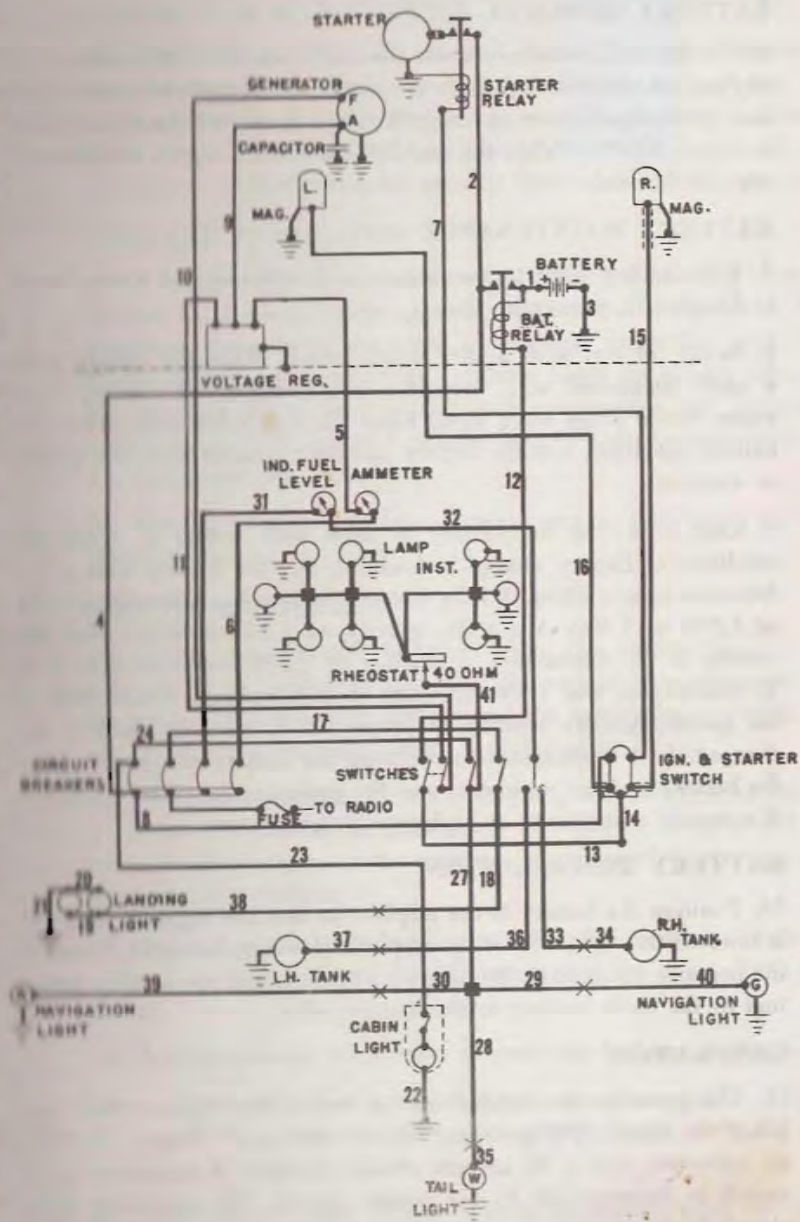 STARTER
GENERATOR
F
A
STARTER
RELAY
CAPACITOR
L.
R.
MAG.
MAG.
9
2
7
10
BATTERY
1 + -
BAT.
RELAY
3
15
VOLTAGE REG.
5
12
IND. FUEL
LEVEL
AMMETER
31
32
LAMP
INST.
11
16
4
6
RHEOSTAT 40 OHM
41
17
24
CIRCUIT
BREAKERS
SWITCHES
IGN. & STARTER
SWITCH
TO RADIO
FUSE
8
14
13
23
27
18
20
LANDING
LIGHT
19
38
37
36
33
34
R.H.
TANK
L.H. TANK
39
30
29
40
NAVIGATION
LIGHT
G
NAVIGATION
LIGHT
CABIN
LIGHT
28
22
35
W
TAIL
LIGHT